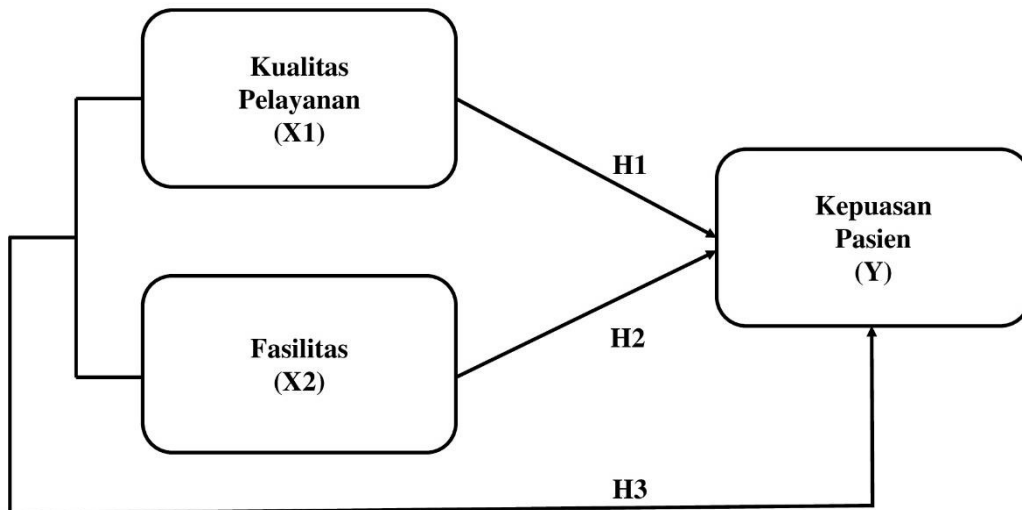 Kualitas
Pelayanan
(X1)
H1
Kepuasan
Pasien
(Y)
Fasilitas
(X2)
H2
H3